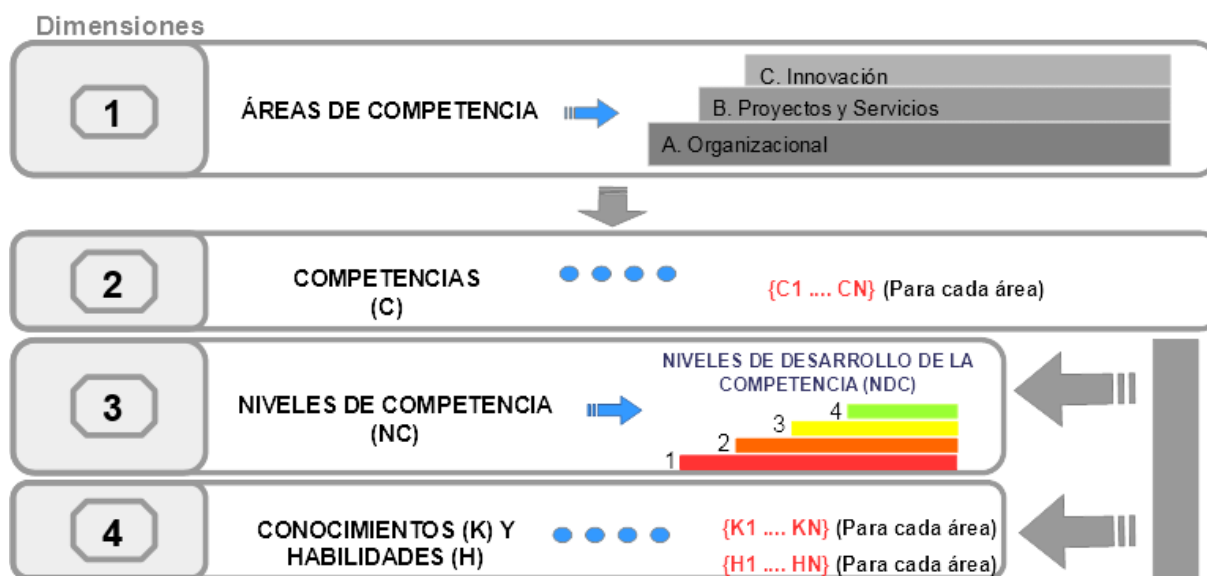 Dimensiones
1
ÁREAS DE COMPETENCIA
C. Innovación
B. Proyectos y Servicios
A. Organizacional
2
COMPETENCIAS
(C)
{C1 .... CN} (Para cada área)
3
NIVELES DE COMPETENCIA
(NC)
NIVELES DE DESARROLLO DE LA
COMPETENCIA (NDC)
4
3
2
1
4
CONOCIMIENTOS (K) Y
HABILIDADES (H)
{K1 .... KN} (Para cada área)
{H1 .... HN} (Para cada área)